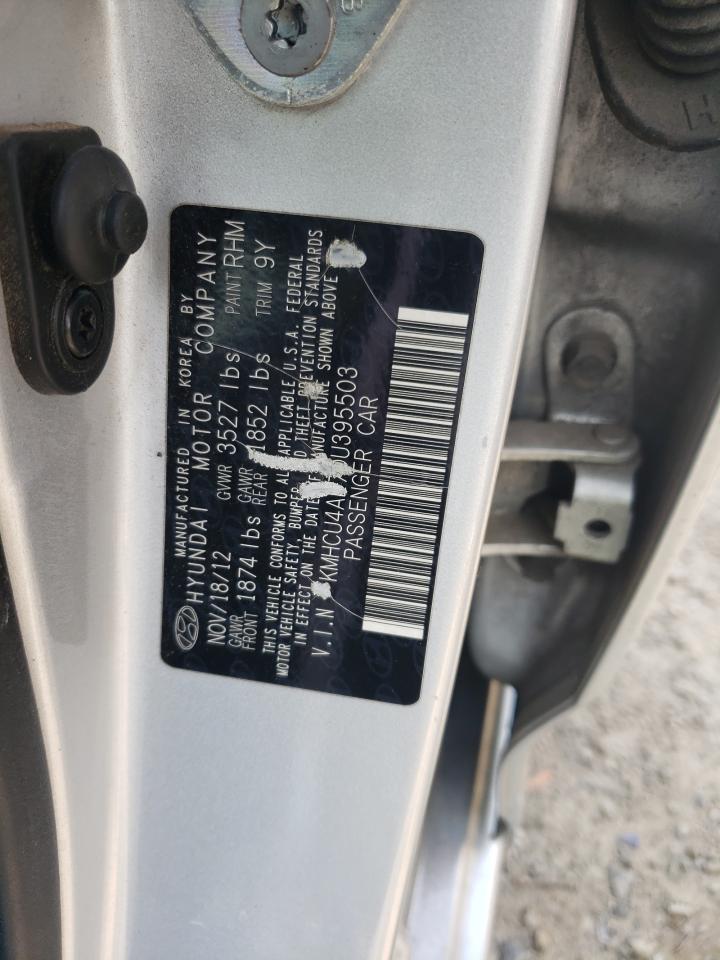 MANUFACTURED IN KOREA BY
HYUNDAI MOTOR COMPANY
NOV/18/12 GVWR 3527 lbs PAINT RHM
GAWR FRONT 1874 lbs GAWR REAR 1852 lbs TRIM 9Y
THIS VEHICLE CONFORMS TO ALL APPLICABLE U.S.A. FEDERAL
MOTOR VEHICLE SAFETY, BUMPER AND THEFT PREVENTION STANDARDS
IN EFFECT ON THE DATE OF MANUFACTURE SHOWN ABOVE
V.I.N
PASSENGER CAR